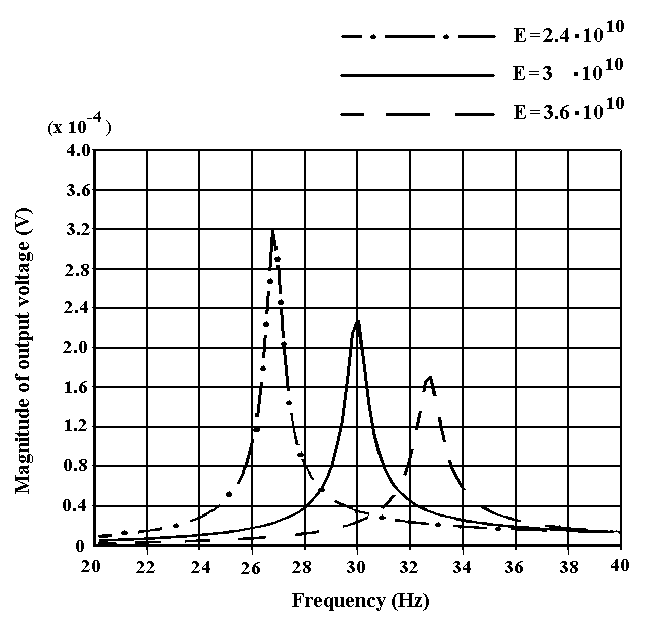 E=2.4·10^10
E=3 ·10^10
E=3.6·10^10
(x 10^-4)
4.0
3.6
3.2
2.8
2.4
2.0
1.6
1.2
0.8
0.4
0
20 22 24 26 28 30 32 34 36 38 40
Magnitude of output voltage (V)
Frequency (Hz)